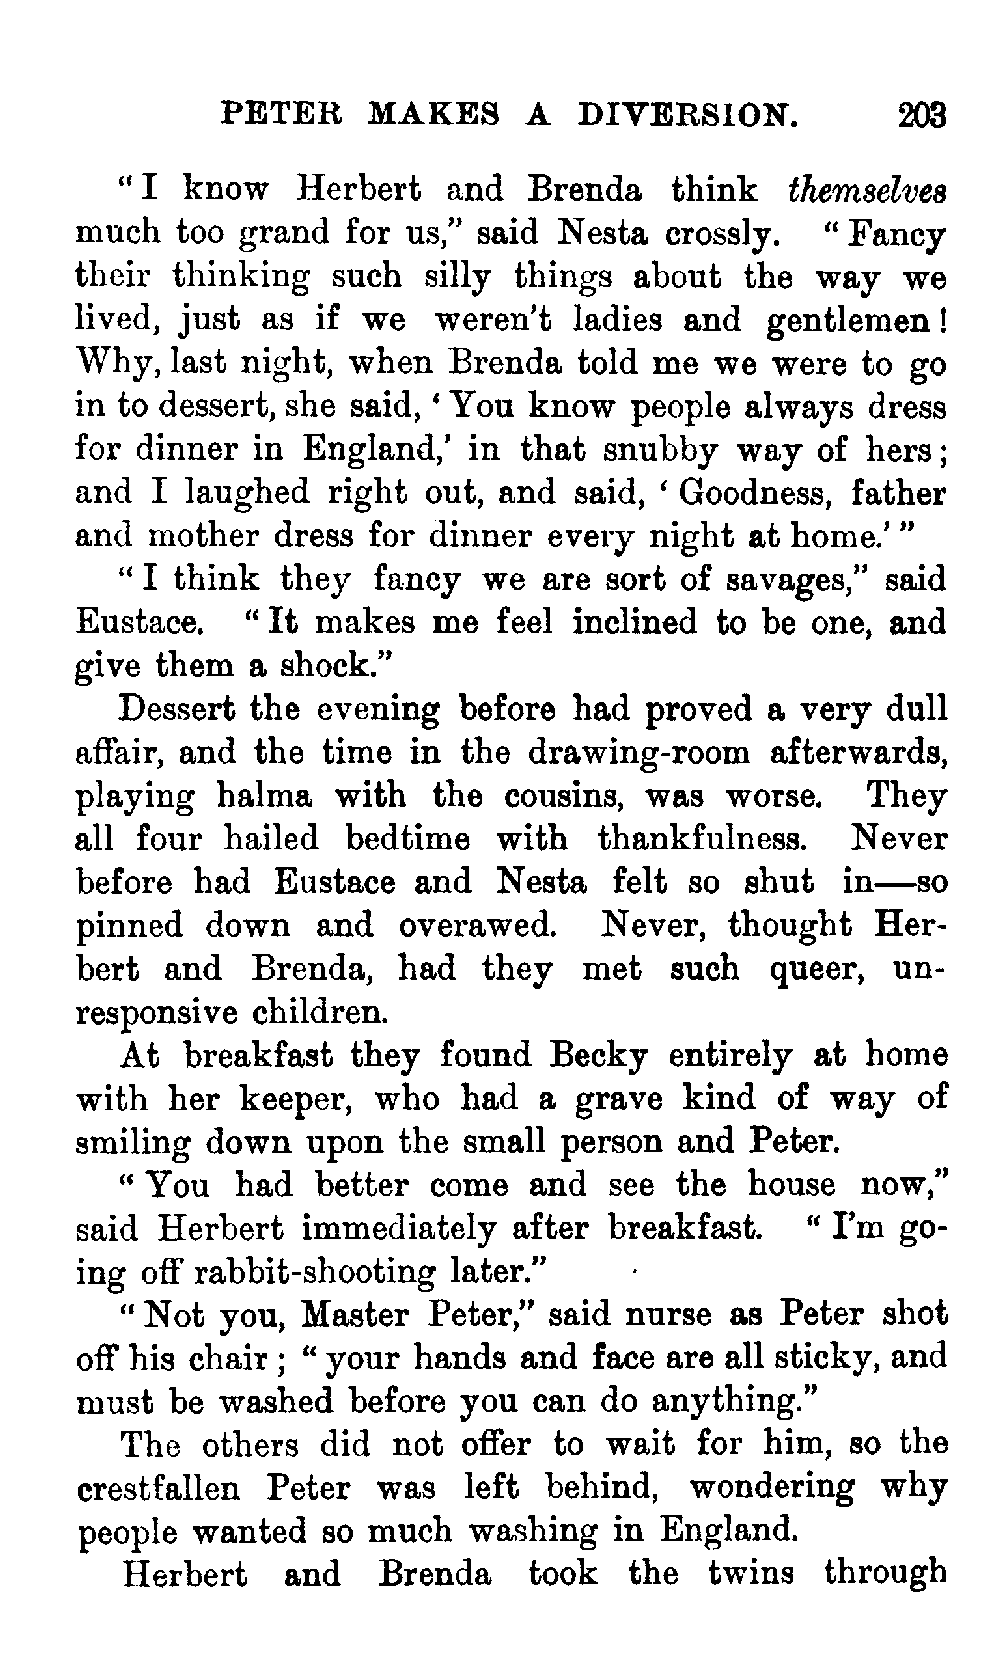 PETER MAKES A DIVERSION. 203
"I know Herbert and Brenda think themselves
much too grand for us," said Nesta crossly. "Fancy
their thinking such silly things about the way we
lived, just as if we weren't ladies and gentlemen!
Why, last night, when Brenda told me we were to go
in to dessert, she said, 'You know people always dress
for dinner in England,' in that snubby way of hers;
and I laughed right out, and said, 'Goodness, father
and mother dress for dinner every night at home.'"
"I think they fancy we are sort of savages," said
Eustace. "It makes me feel inclined to be one, and
give them a shock."
Dessert the evening before had proved a very dull
affair, and the time in the drawing-room afterwards,
playing halma with the cousins, was worse. They
all four hailed bedtime with thankfulness. Never
before had Eustace and Nesta felt so shut in—so
pinned down and overawed. Never, thought Her-
bert and Brenda, had they met such queer, un-
responsive children.
At breakfast they found Becky entirely at home
with her keeper, who had a grave kind of way of
smiling down upon the small person and Peter.
"You had better come and see the house now,"
said Herbert immediately after breakfast. "I'm go-
ing off rabbit-shooting later."
"Not you, Master Peter," said nurse as Peter shot
off his chair; "your hands and face are all sticky, and
must be washed before you can do anything."
The others did not offer to wait for him, so the
crestfallen Peter was left behind, wondering why
people wanted so much washing in England.
Herbert and Brenda took the twins through